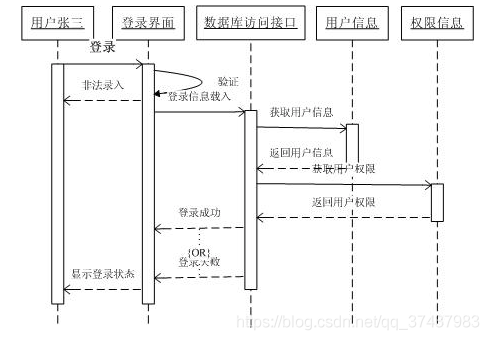 用户张三
登录界面
数据库访问接口
用户信息
权限信息
登录
验证
非法录入
登录信息载入
获取用户信息
返回用户信息
获取用户权限
返回用户权限
登录成功
{OR}
登录失败
显示登录状态
https://blog.csdn.net/qq_37437983